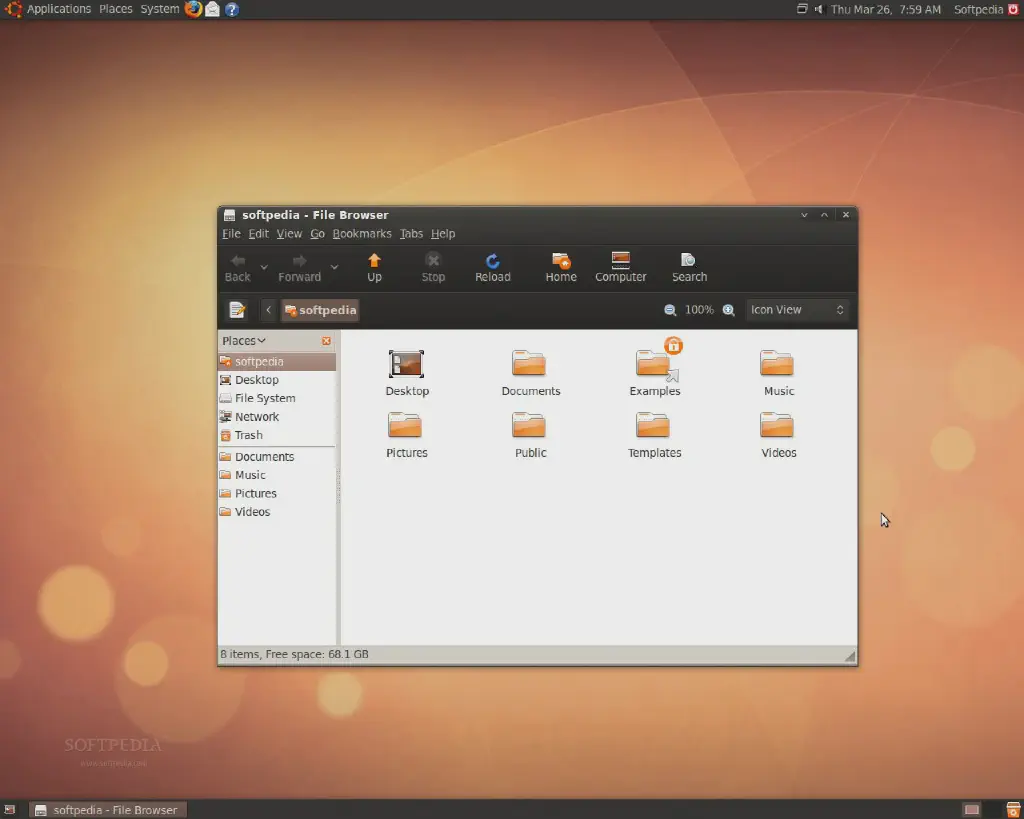 Applications Places System Thu Mar 26, 7:59 AM Softpedia
softpedia - File Browser
File Edit View Go Bookmarks Tabs Help
Back Forward Up Stop Reload Home Computer Search
softpedia 100% Icon View
Places
softpedia
Desktop
File System
Network
Trash
Documents
Music
Pictures
Videos
Desktop Documents Examples Music
Pictures Public Templates Videos
8 items, Free space: 68.1 GB
SOFTPEDIA
softpedia - File Browser